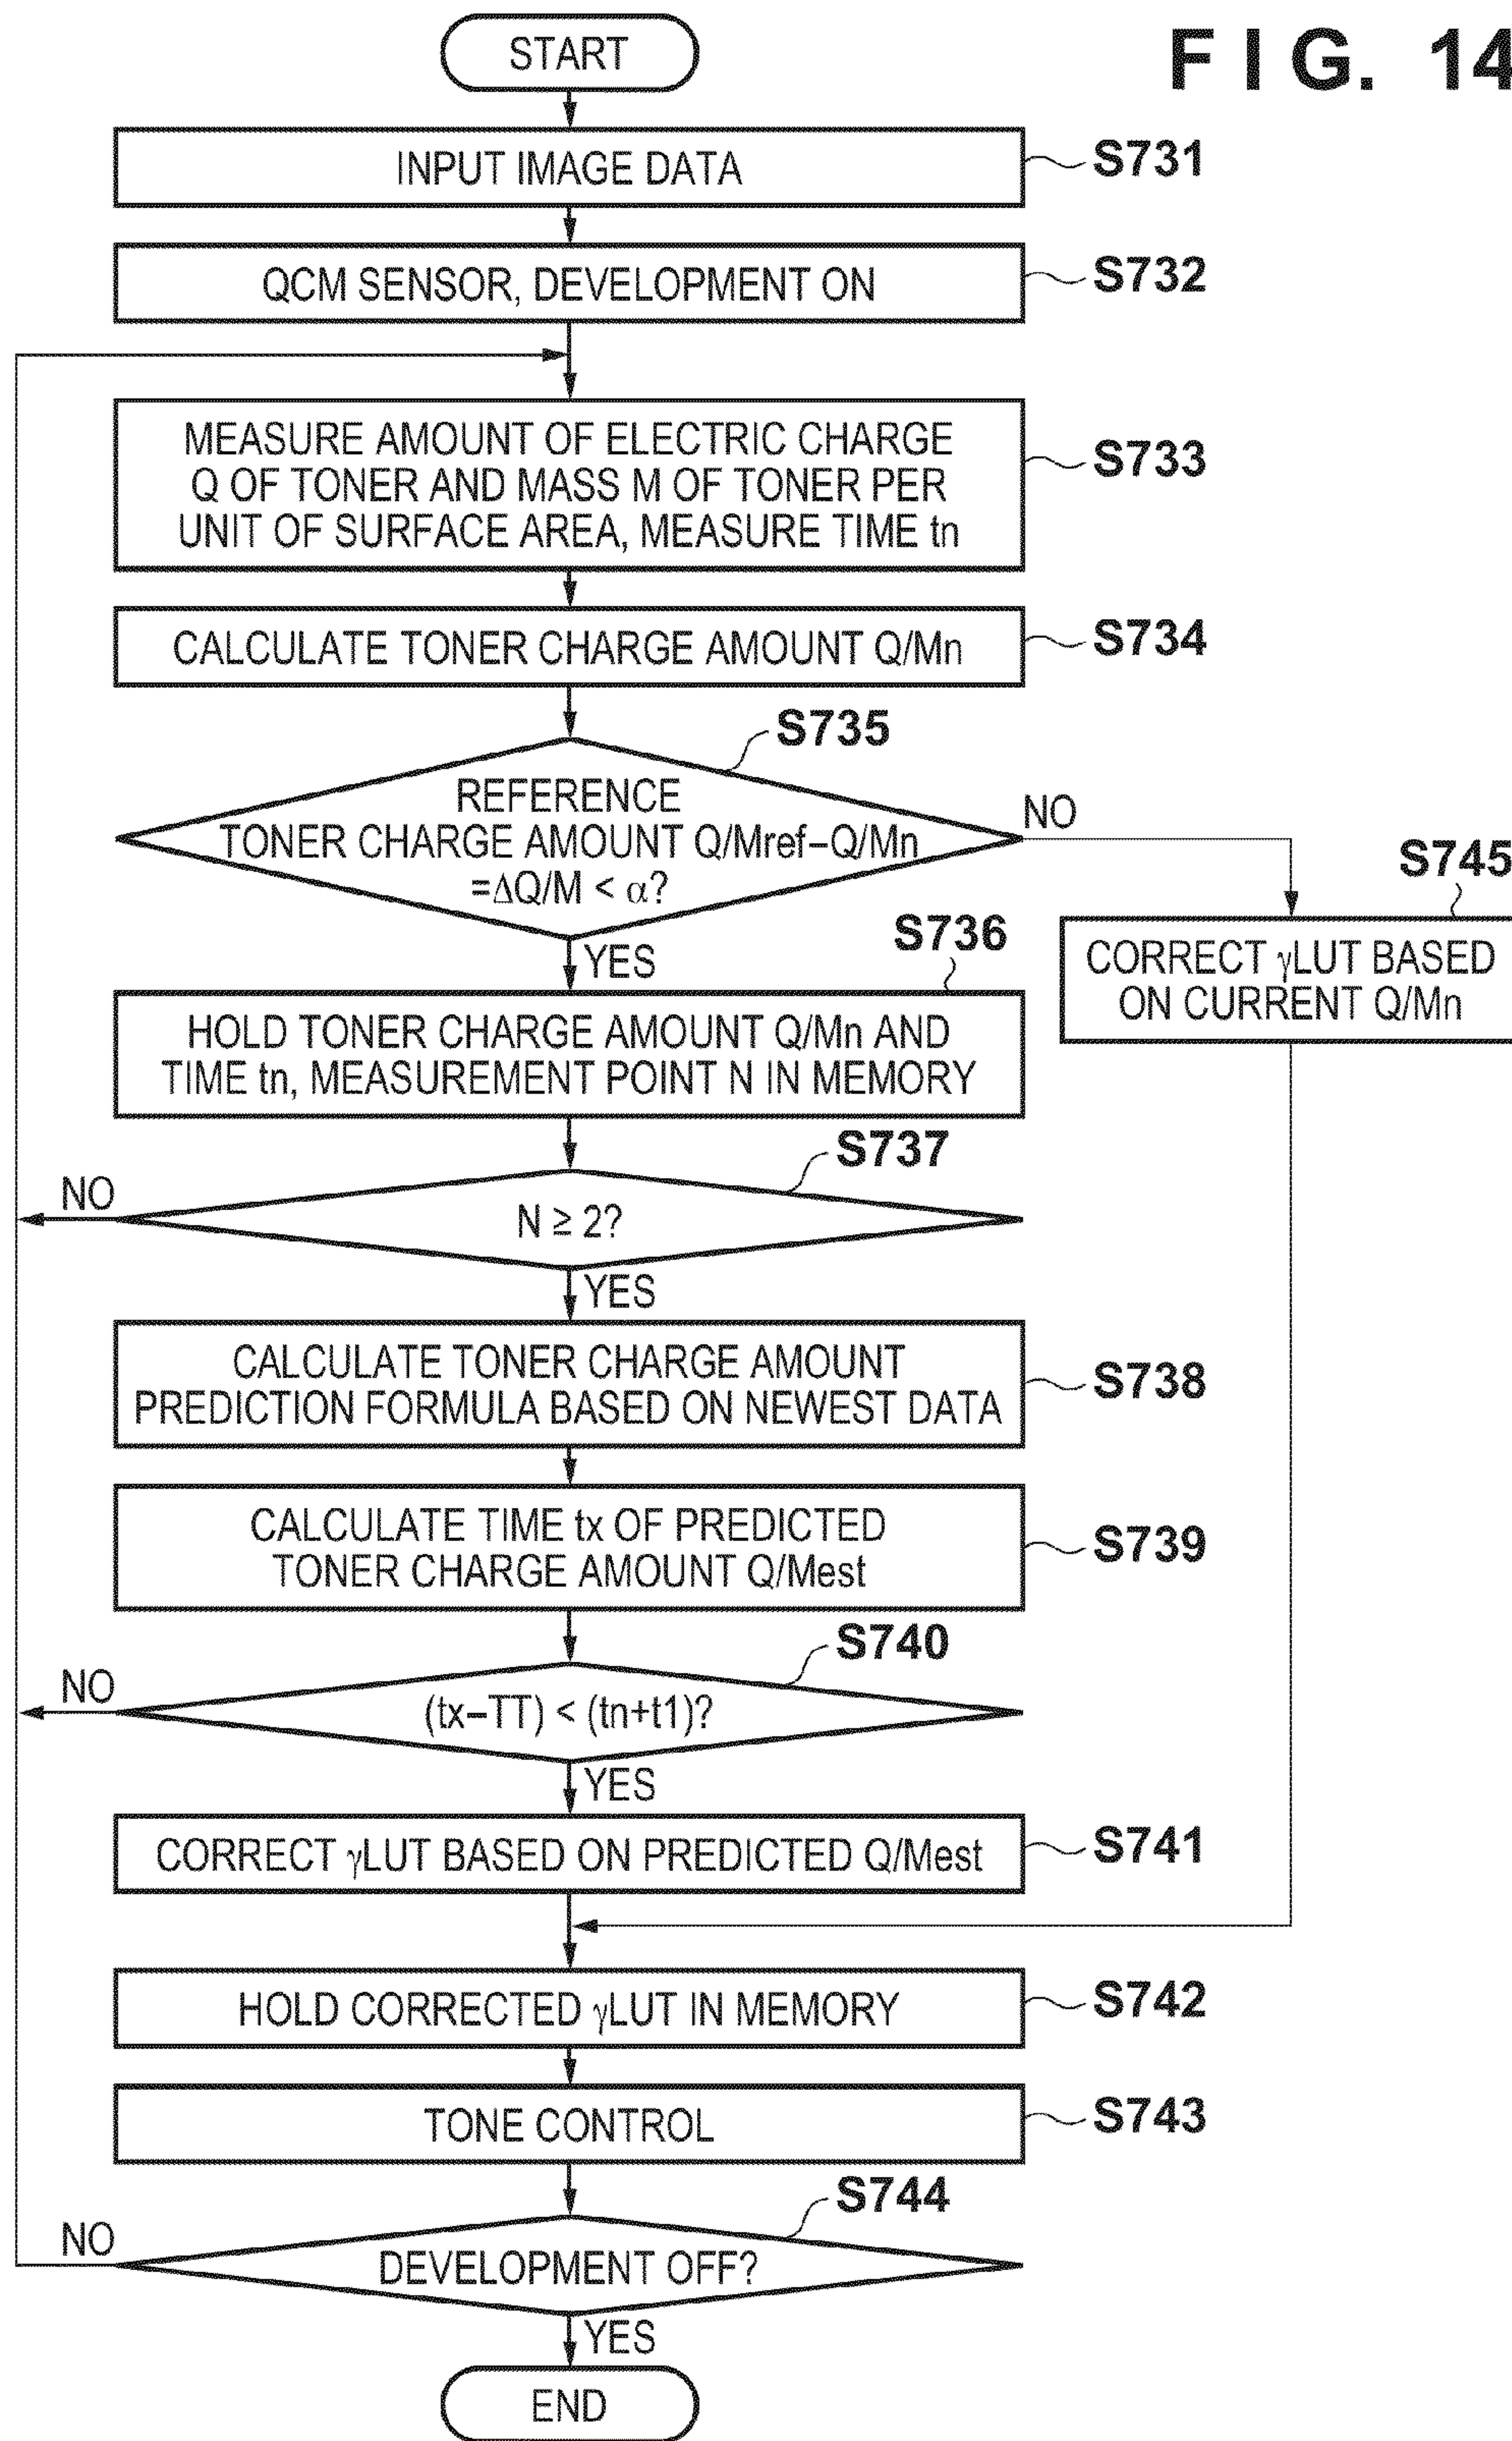 FIG. 14
START
INPUT IMAGE DATA
S731
QCM SENSOR, DEVELOPMENT ON
S732
MEASURE AMOUNT OF ELECTRIC CHARGE
Q OF TONER AND MASS M OF TONER PER
UNIT OF SURFACE AREA, MEASURE TIME tn
S733
CALCULATE TONER CHARGE AMOUNT Q/Mn
S734
S735
REFERENCE
TONER CHARGE AMOUNT Q/Mref–Q/Mn
=ΔQ/M < α?
NO
YES
S745
CORRECT γLUT BASED
ON CURRENT Q/Mn
S736
HOLD TONER CHARGE AMOUNT Q/Mn AND
TIME tn, MEASUREMENT POINT N IN MEMORY
S737
NO
N ≥ 2?
YES
CALCULATE TONER CHARGE AMOUNT
PREDICTION FORMULA BASED ON NEWEST DATA
S738
CALCULATE TIME tx OF PREDICTED
TONER CHARGE AMOUNT Q/Mest
S739
S740
NO
(tx–TT) < (tn+t1)?
YES
CORRECT γLUT BASED ON PREDICTED Q/Mest
S741
HOLD CORRECTED γLUT IN MEMORY
S742
TONE CONTROL
S743
S744
NO
DEVELOPMENT OFF?
YES
END